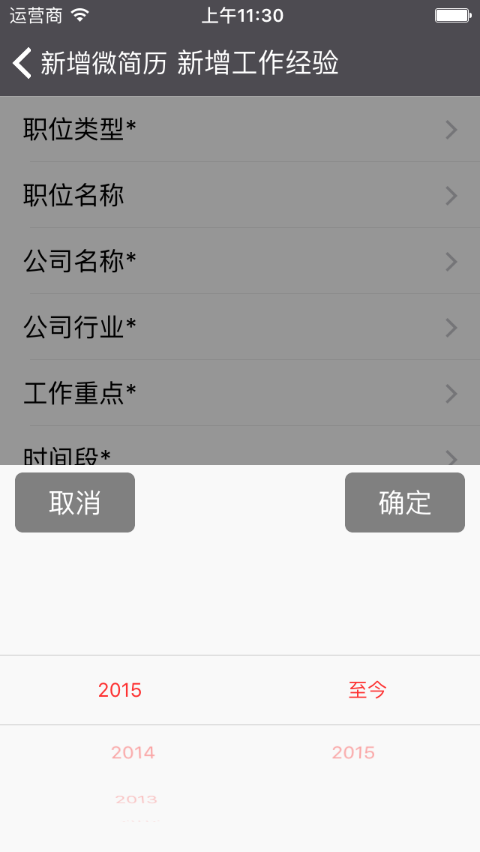 运营商 上午11:30
新增微简历 新增工作经验
职位类型*
职位名称
公司名称*
公司行业*
工作重点*
时间段*
取消 确定
2015 至今
2014 2015
2013